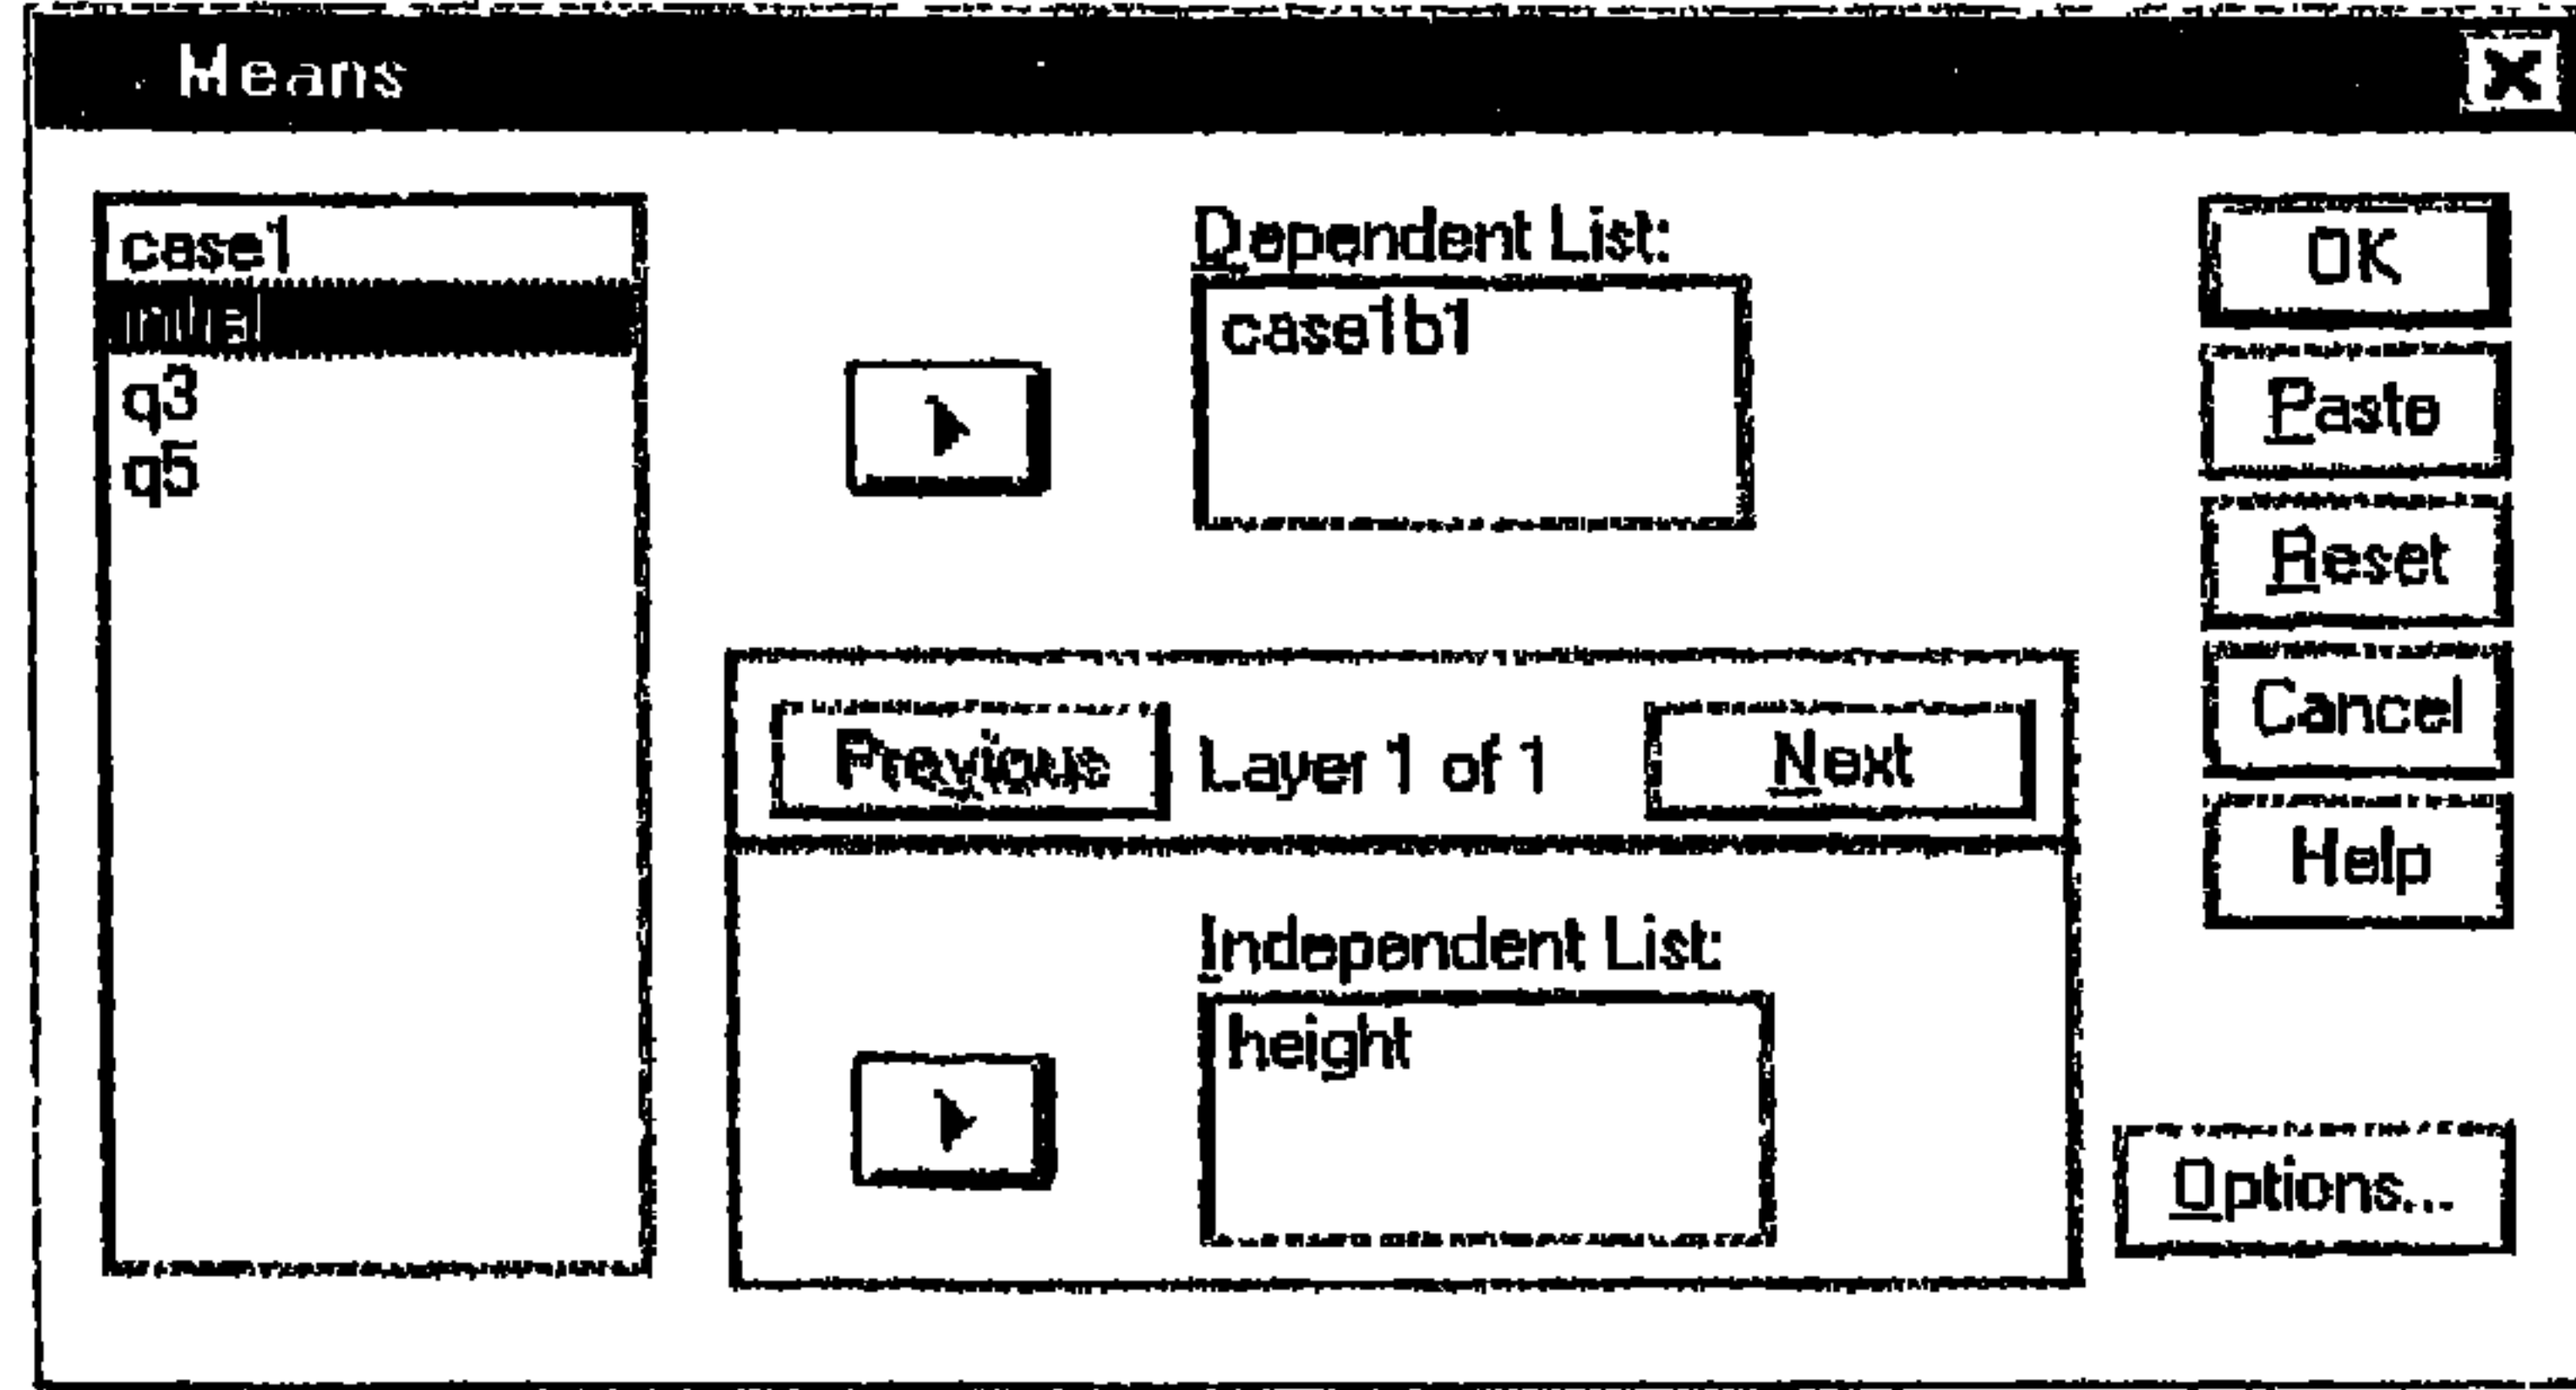 Means
case1
q3
q5
Dependent List:
case1b1
Previous
Layer 1 of 1
Next
Independent List:
height
OK
Paste
Reset
Cancel
Help
Options...